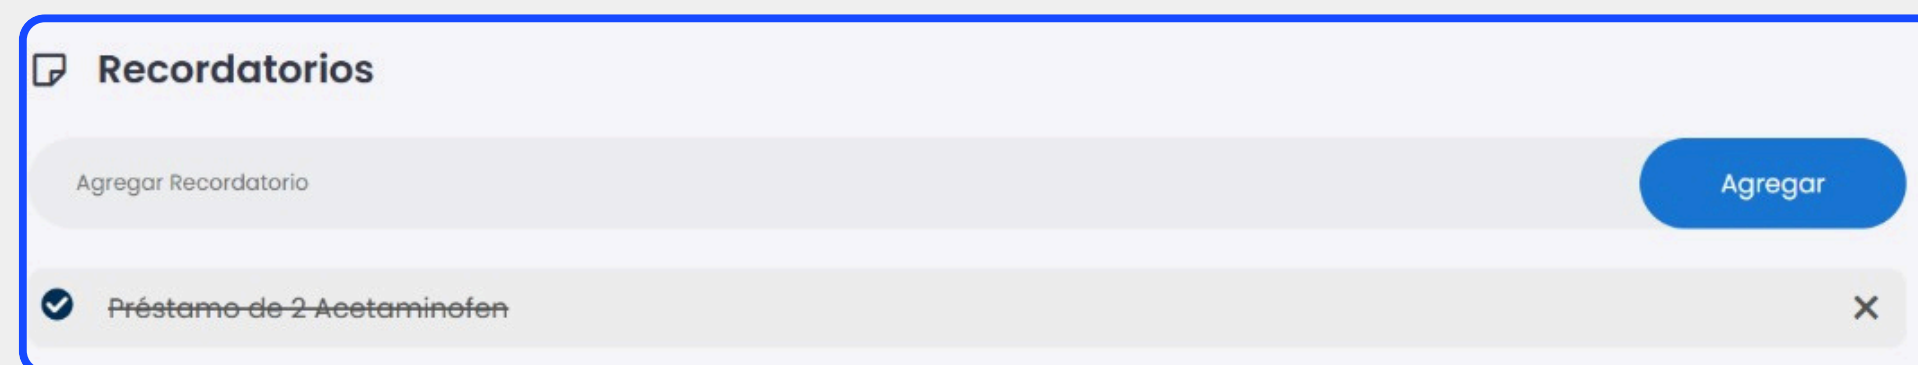 Recordatorios
Agregar Recordatorio
Agregar
Préstamo de 2 Acetaminofen